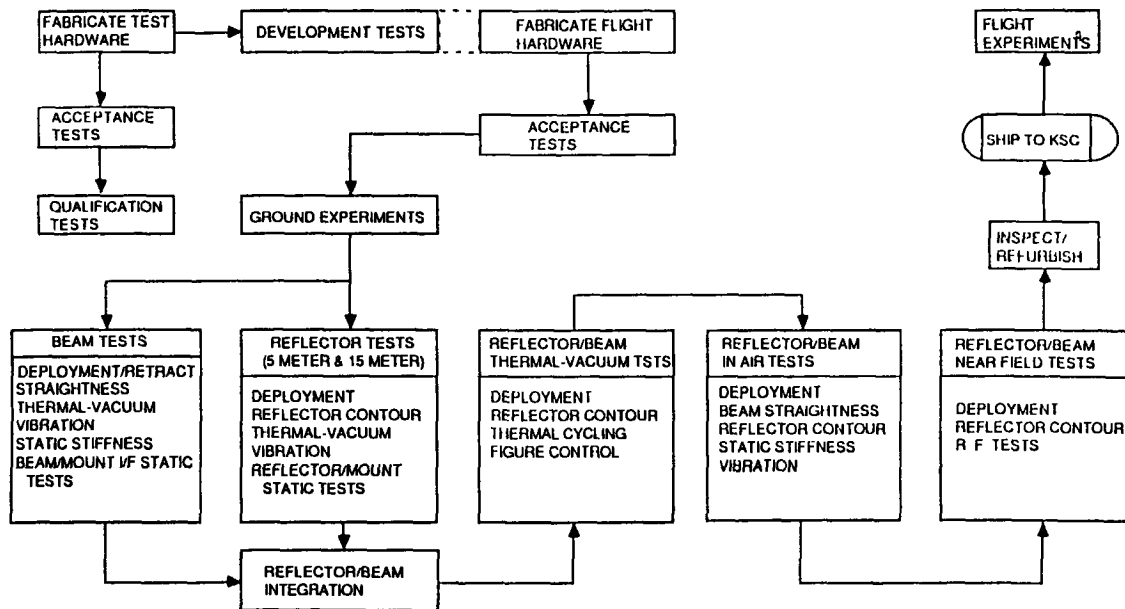 FABRICATE TEST
HARDWARE
DEVELOPMENT TESTS
FABRICATE FLIGHT
HARDWARE
FLIGHT
EXPERIMENTS
ACCEPTANCE
TESTS
ACCEPTANCE
TESTS
SHIP TO KSC
QUALIFICATION
TESTS
GROUND EXPERIMENTS
INSPECT/
REFURBISH
BEAM TESTS
DEPLOYMENT/RETRACT
STRAIGHTNESS
THERMAL-VACUUM
VIBRATION
STATIC STIFFNESS
BEAM/MOUNT I/F STATIC
TESTS
REFLECTOR TESTS
(5 METER & 15 METER)
DEPLOYMENT
REFLECTOR CONTOUR
THERMAL-VACUUM
VIBRATION
REFLECTOR/MOUNT
STATIC TESTS
REFLECTOR/BEAM
THERMAL-VACUUM TSTS
DEPLOYMENT
REFLECTOR CONTOUR
THERMAL CYCLING
FIGURE CONTROL
REFLECTOR/BEAM
IN AIR TESTS
DEPLOYMENT
BEAM STRAIGHTNESS
REFLECTOR CONTOUR
STATIC STIFFNESS
VIBRATION
REFLECTOR/BEAM
NEAR FIELD TESTS
DEPLOYMENT
REFLECTOR CONTOUR
R F TESTS
REFLECTOR/BEAM
INTEGRATION